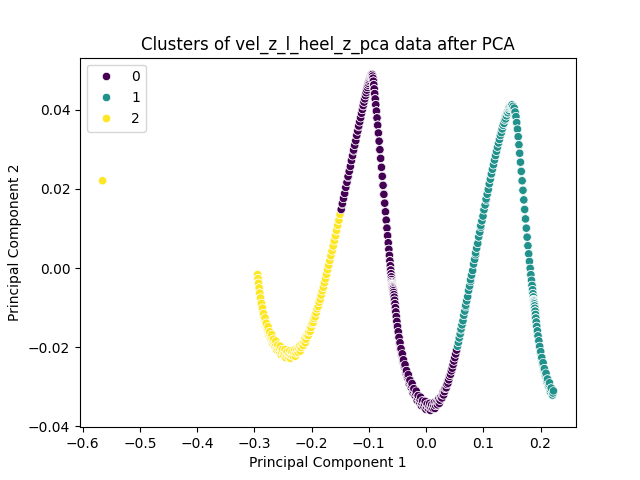 Clusters of vel_z_l_heel_z_pca data after PCA
0
1
2
0.04
0.02
0.00
−0.02
−0.04
Principal Component 2
−0.6 −0.5 −0.4 −0.3 −0.2 −0.1 0.0 0.1 0.2
Principal Component 1